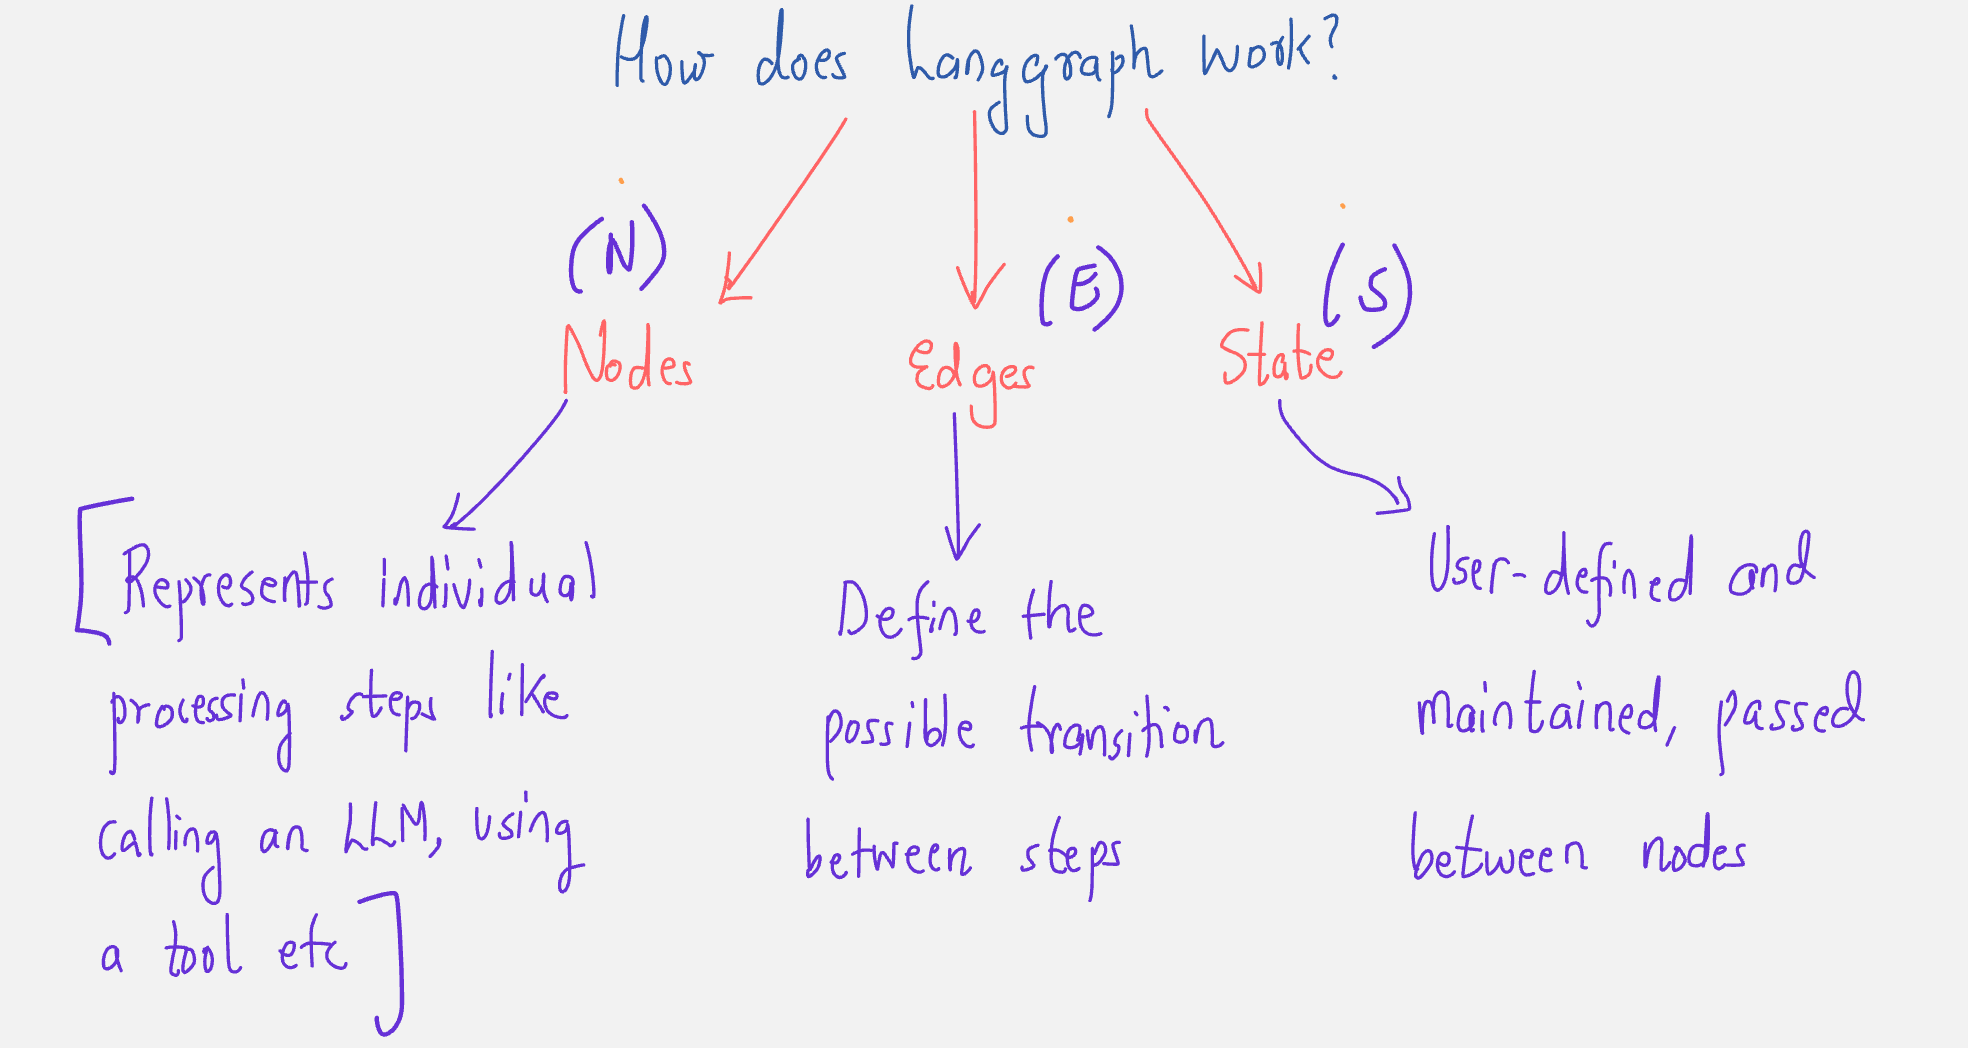 How does Langgraph work?
(N)
Nodes
(E)
Edges
(S)
State
[Represents individual
processing steps like
calling an LLM, using
a tool etc]
Define the
possible transition
between steps
User-defined and
maintained, passed
between nodes